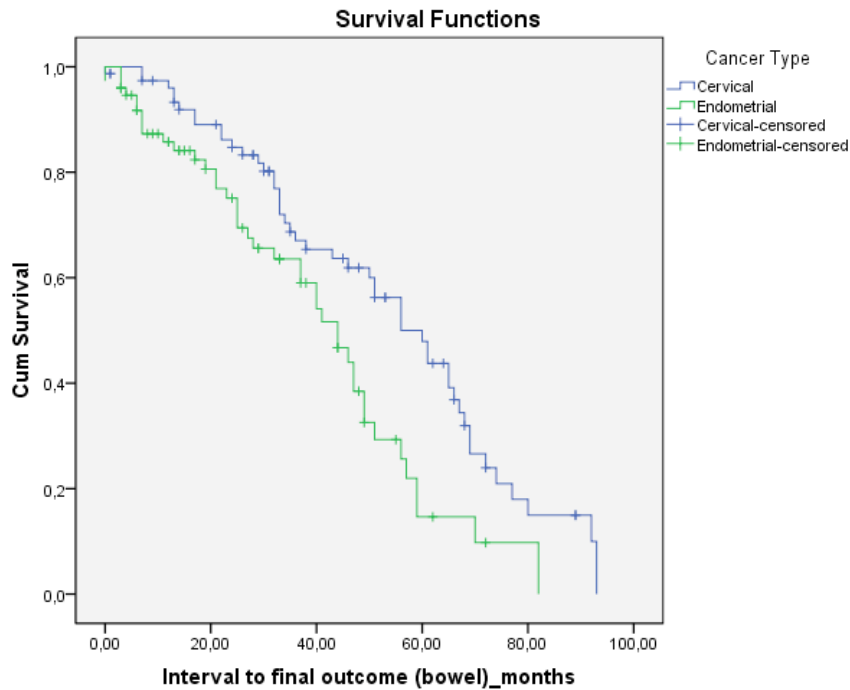 Survival Functions
Cancer Type
Cervical
Endometrial
Cervical-censored
Endometrial-censored
Cum Survival
1,0
0,8
0,6
0,4
0,2
0,0
0,00 20,00 40,00 60,00 80,00 100,00
Interval to final outcome (bowel)_months